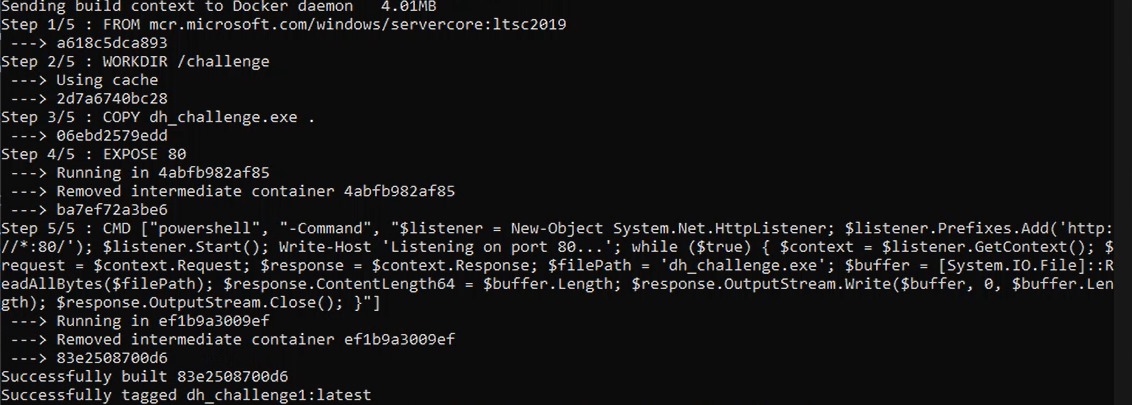 Sending build context to Docker daemon   4.01MB
Step 1/5 : FROM mcr.microsoft.com/windows/servercore:ltsc2019
 ---> a618c5dca893
Step 2/5 : WORKDIR /challenge
 ---> Using cache
 ---> 2d7a6740bc28
Step 3/5 : COPY dh_challenge.exe .
 ---> 06ebd2579edd
Step 4/5 : EXPOSE 80
 ---> Running in 4abfb982af85
 ---> Removed intermediate container 4abfb982af85
 ---> ba7ef72a3be6
Step 5/5 : CMD ["powershell", "-Command", "$listener = New-Object System.Net.HttpListener; $listener.Prefixes.Add('http:
//*:80/'); $listener.Start(); Write-Host 'Listening on port 80...'; while ($true) { $context = $listener.GetContext(); $
request = $context.Request; $response = $context.Response; $filePath = 'dh_challenge.exe'; $buffer = [System.IO.File]::R
eadAllBytes($filePath); $response.ContentLength64 = $buffer.Length; $response.OutputStream.Write($buffer, 0, $buffer.Len
gth); $response.OutputStream.Close(); }"]
 ---> Running in ef1b9a3009ef
 ---> Removed intermediate container ef1b9a3009ef
 ---> 83e2508700d6
Successfully built 83e2508700d6
Successfully tagged dh_challenge1:latest